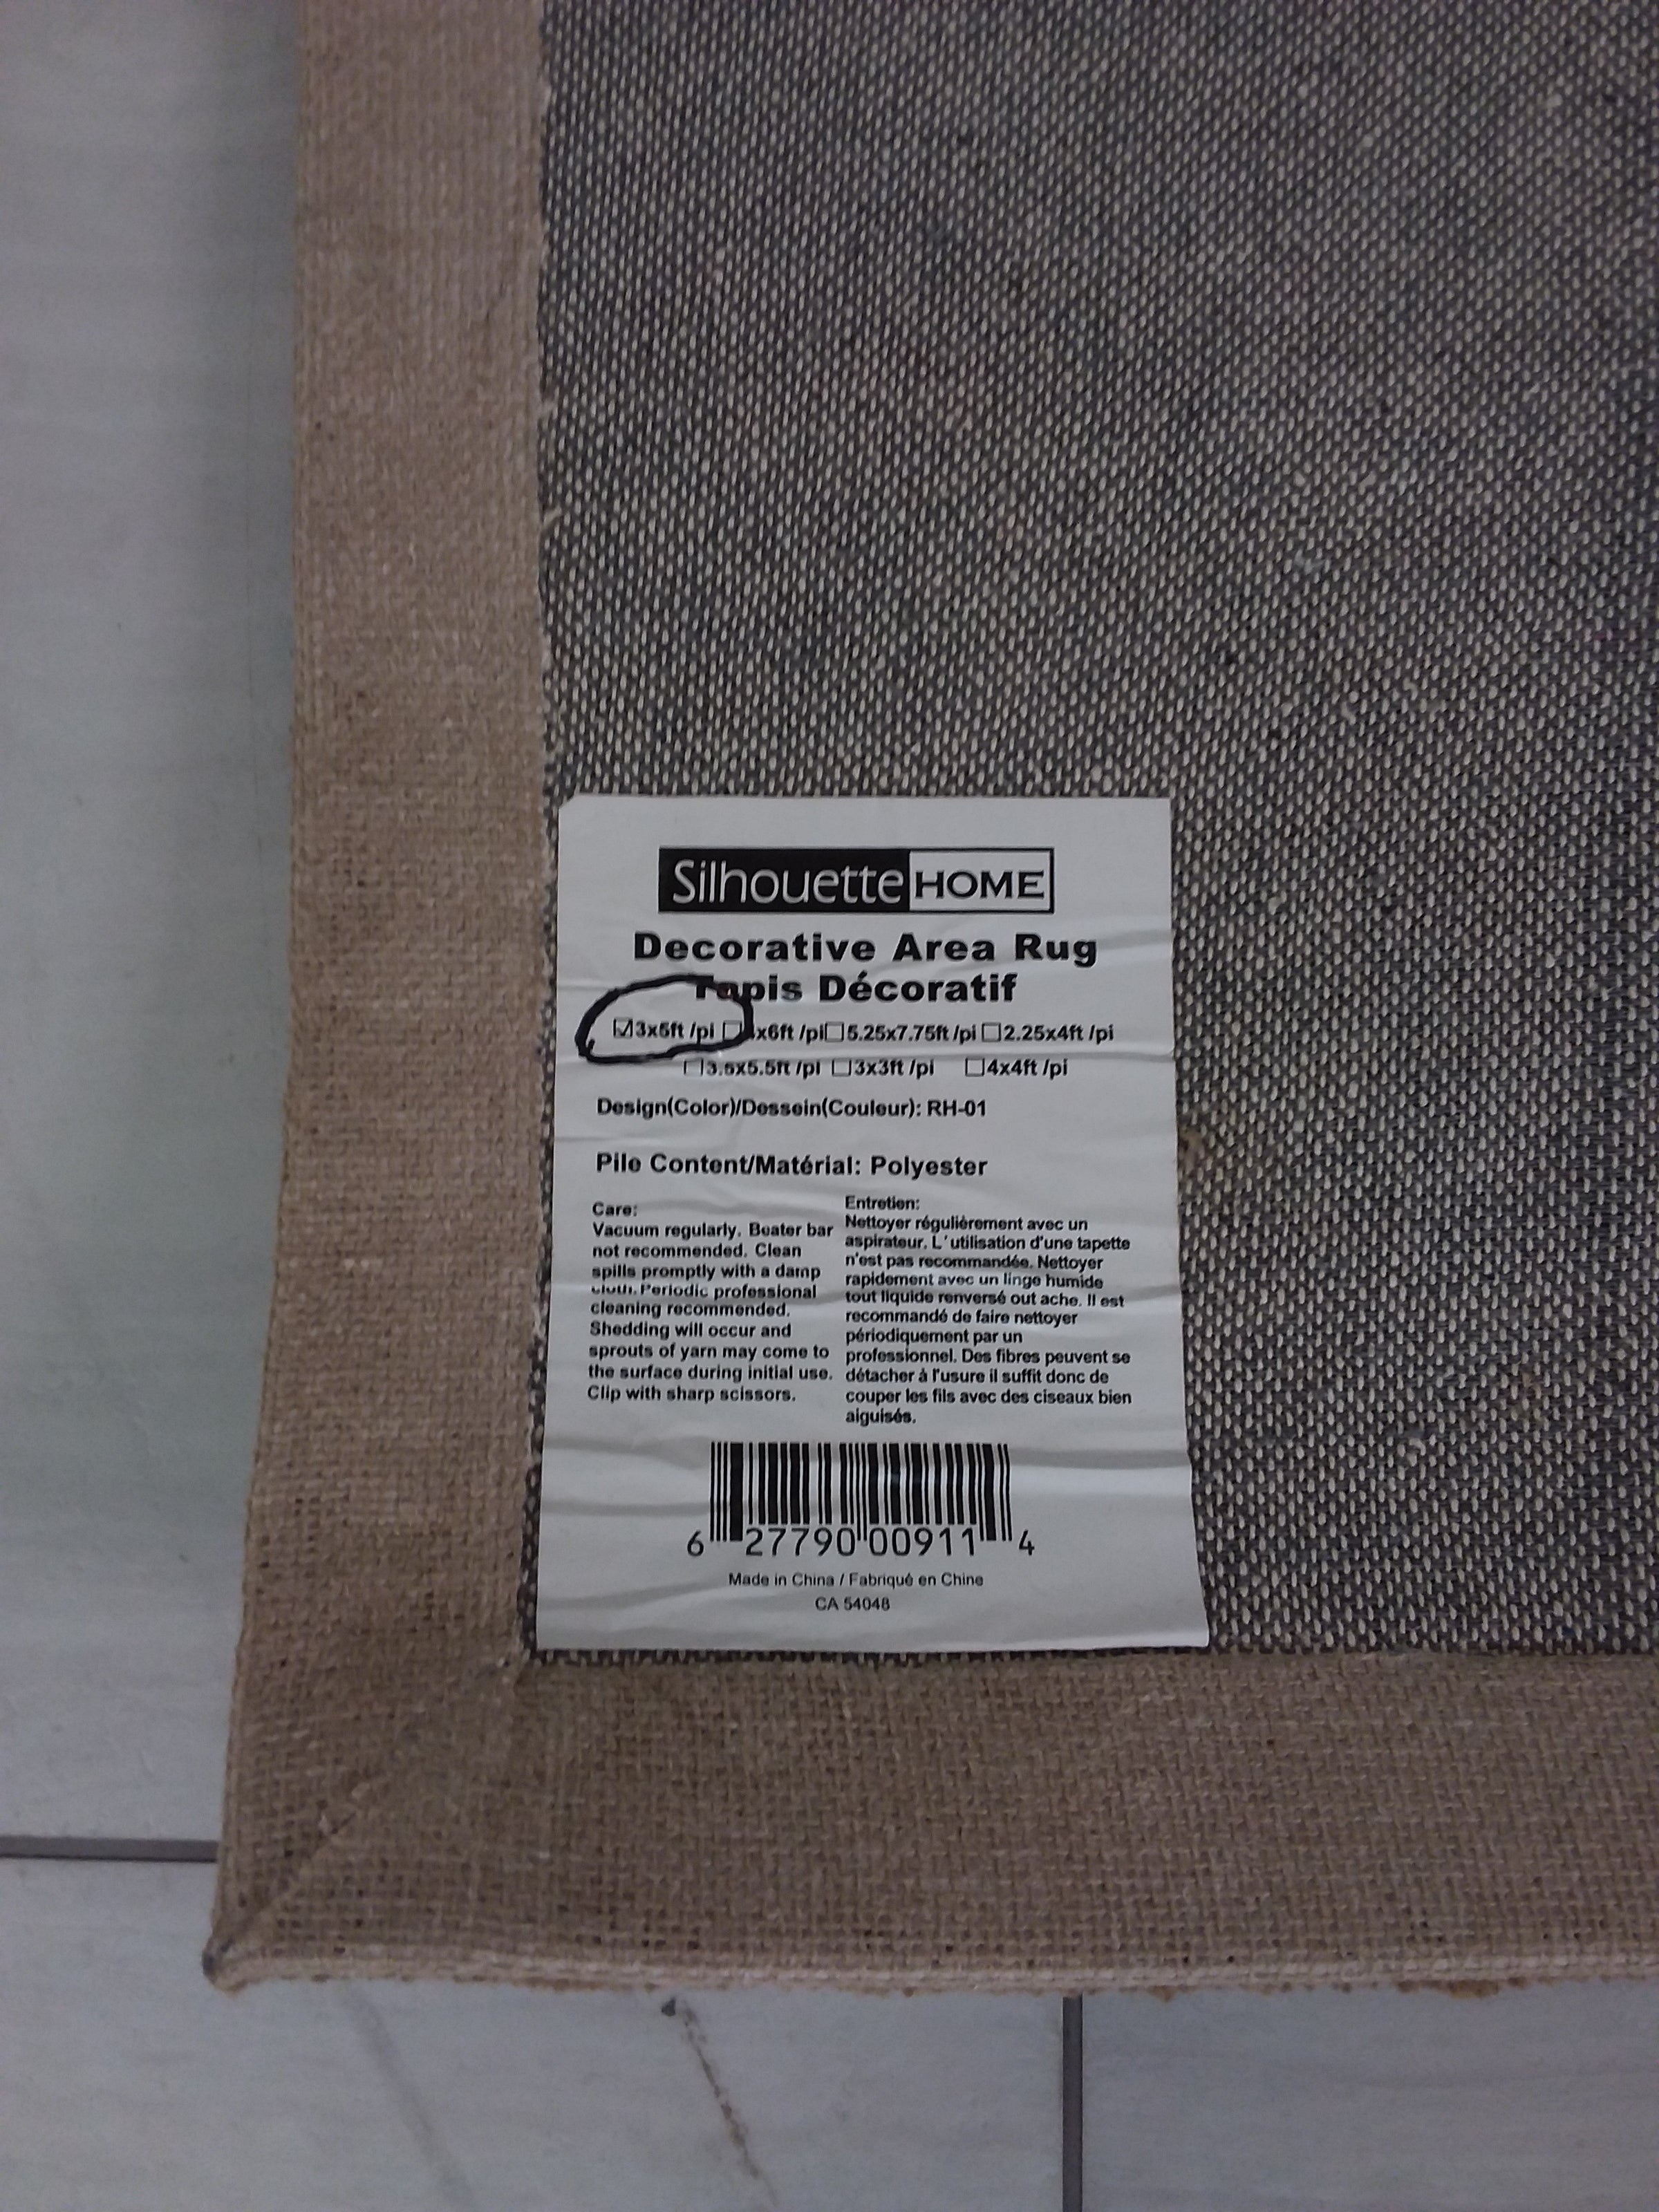 Silhouette HOME
Decorative Area Rug
Tapis Décoratif
☑3x5ft /pi ☐4x6ft /pi ☐5.25x7.75ft /pi ☐2.25x4ft /pi
☐3.5x5.5ft /pi ☐3x3ft /pi ☐4x4ft /pi
Design(Color)/Dessein(Couleur): RH-01
Pile Content/Matérial: Polyester
Care:
Vacuum regularly. Beater bar
not recommended. Clean
spills promptly with a damp
cloth. Periodic professional
cleaning recommended.
Shedding will occur and
sprouts of yarn may come to
the surface during initial use.
Clip with sharp scissors.
Entretien:
Nettoyer régulièrement avec un
aspirateur. L'utilisation d'une tapette
n'est pas recommandée. Nettoyer
rapidement avec un linge humide
tout liquide renversé out ache. Il est
recommandé de faire nettoyer
périodiquement par un
professionnel. Des fibres peuvent se
détacher à l'usure il suffit donc de
couper les fils avec des ciseaux bien
aiguisés.
6 27790 00911 4
Made in China / Fabriqué en Chine
CA 54048